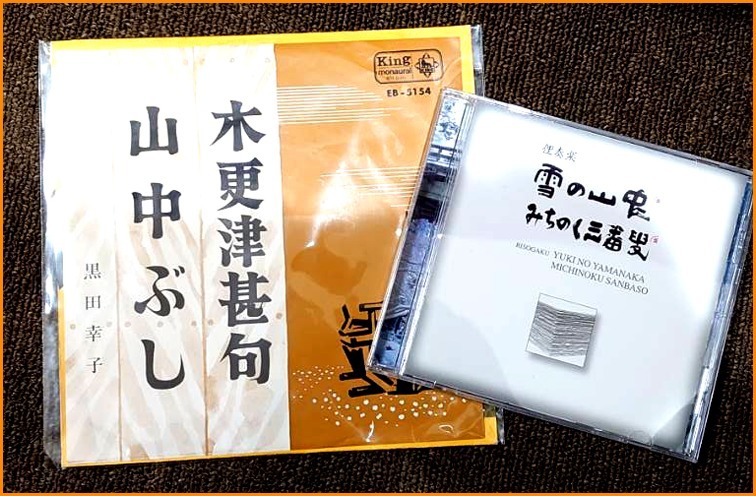 木更津甚句
山中ぶし
黒田幸子
King
monaural
EB-5154
俚奏楽
雪の山中
みちのく三番叟
RISOGAKU YUKI NO YAMANAKA
MICHINOKU SANBASO